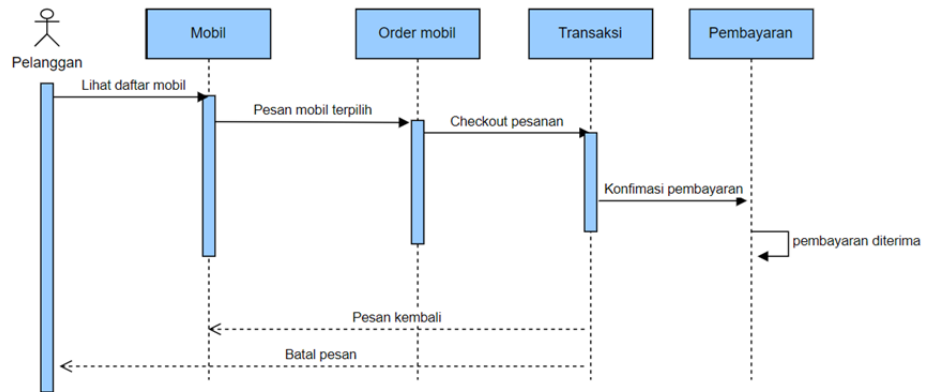 Mobil
Order mobil
Transaksi
Pembayaran
Pelanggan
Lihat daftar mobil
Pesan mobil terpilih
Checkout pesanan
Konfimasi pembayaran
pembayaran diterima
Pesan kembali
Batal pesan